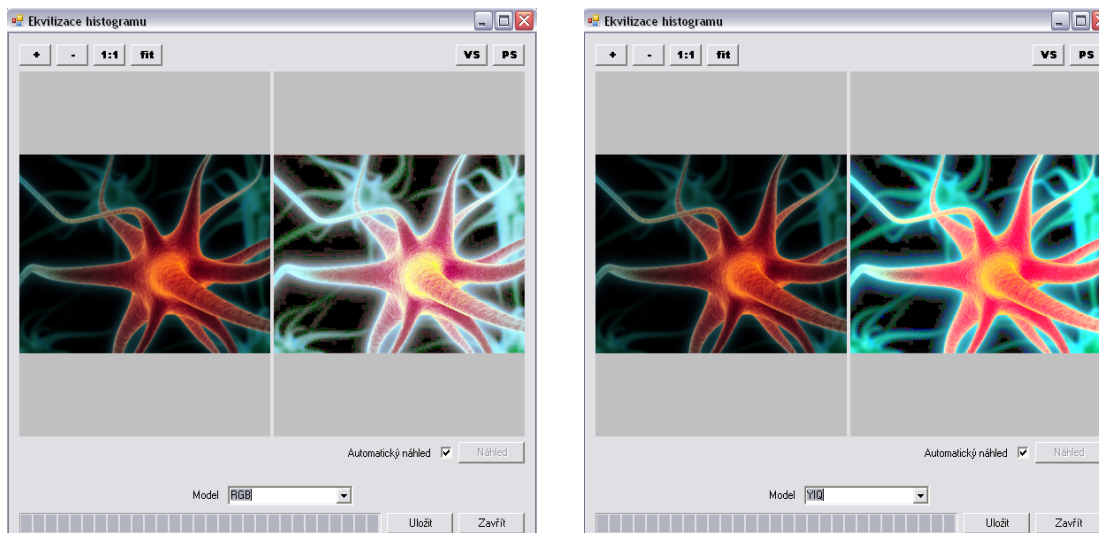 Ekvilizace histogramu
+ - 1:1 fit VS PS
Automatický náhled Náhled
Model RGB
Uložit Zavřít
Ekvilizace histogramu
+ - 1:1 fit VS PS
Automatický náhled Náhled
Model YIQ
Uložit Zavřít